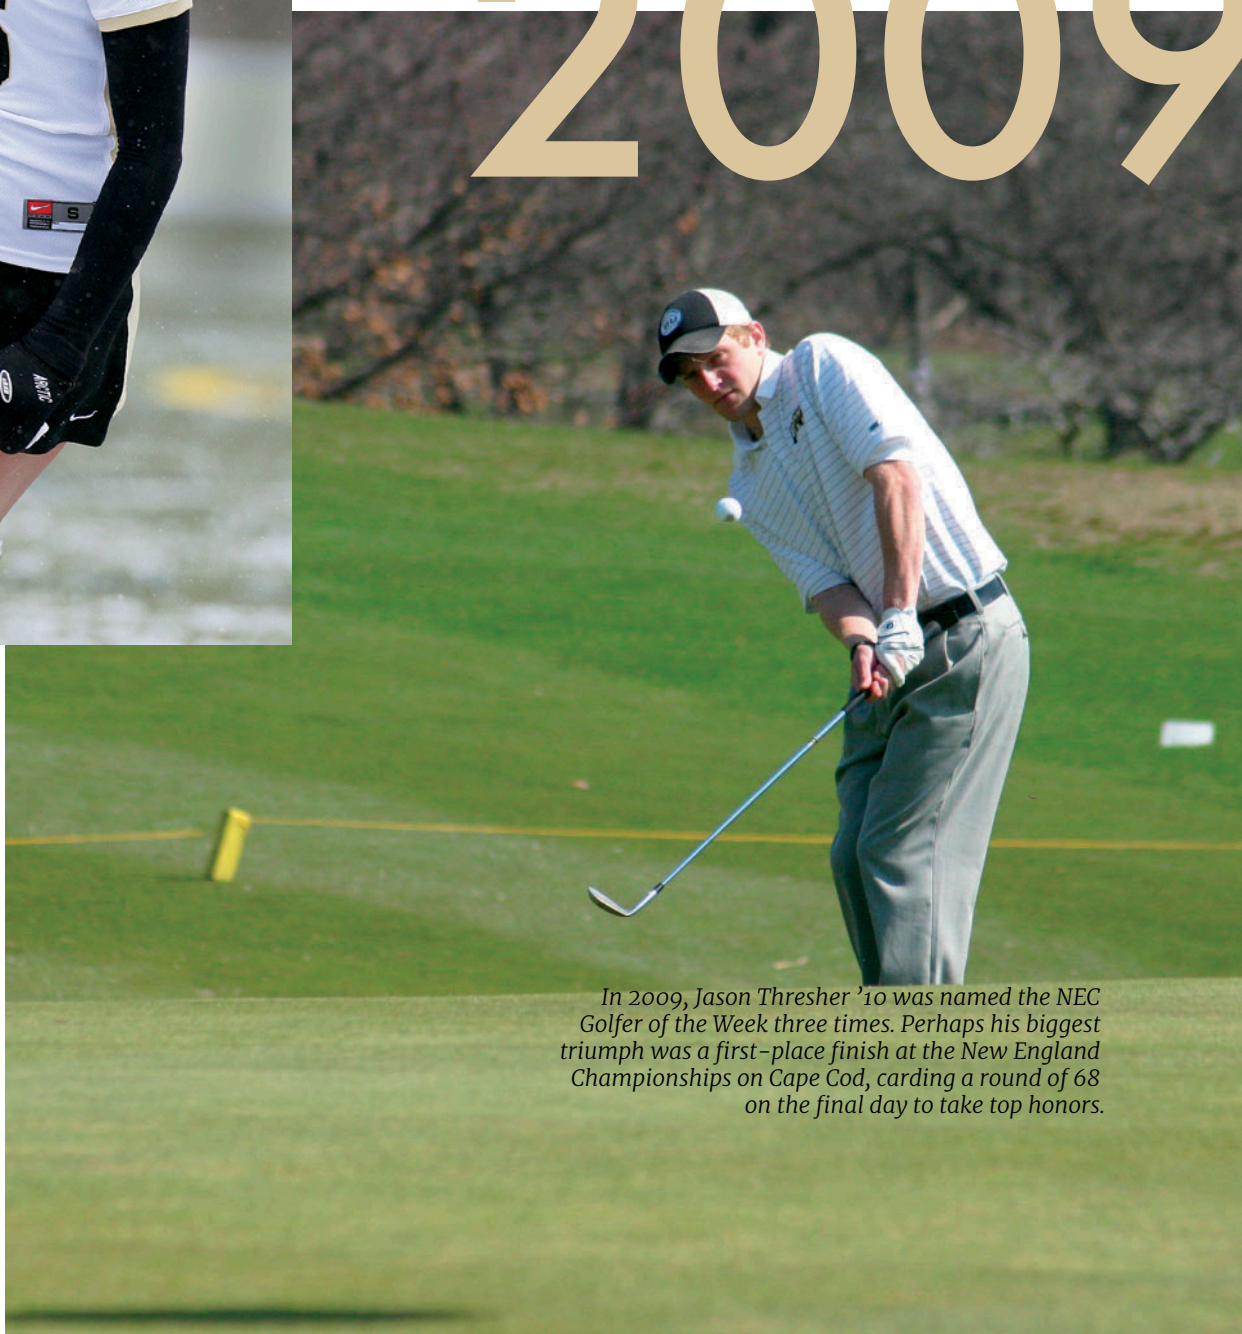 2009
S
ARCTIC
In 2009, Jason Thresher ’10 was named the NEC
Golfer of the Week three times. Perhaps his biggest
triumph was a first-place finish at the New England
Championships on Cape Cod, carding a round of 68
on the final day to take top honors.